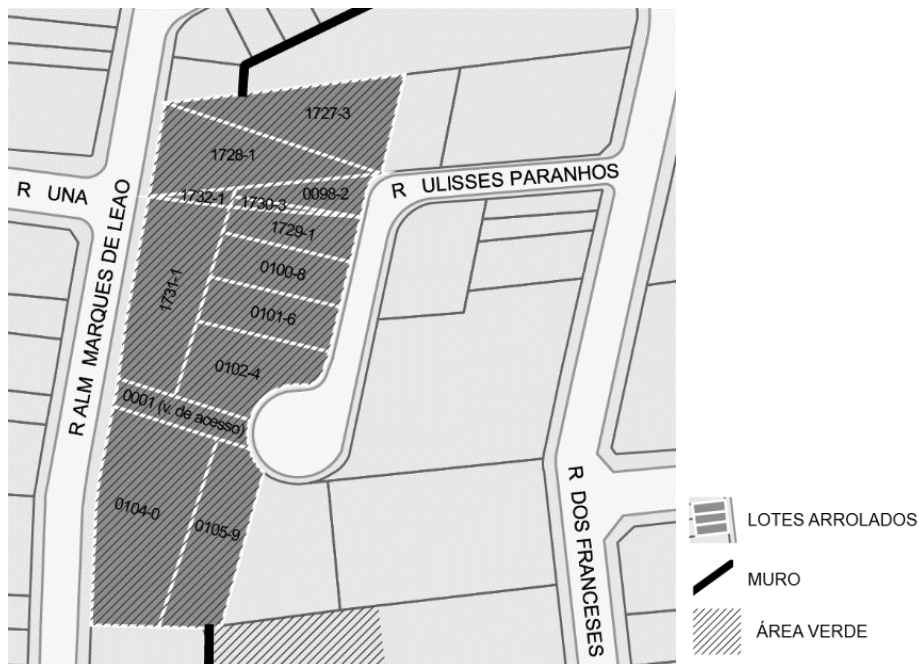 1727-3
1728-1
R UNA
R ULISSES PARANHOS
1732-1
1730-3
0098-2
1729-1
0100-8
1731-1
0101-6
R ALM MARQUES DE LEAO
0102-4
0001 (v. de acesso)
0104-0
0105-9
R DOS FRANCESES
LOTES ARROLADOS
MURO
ÁREA VERDE